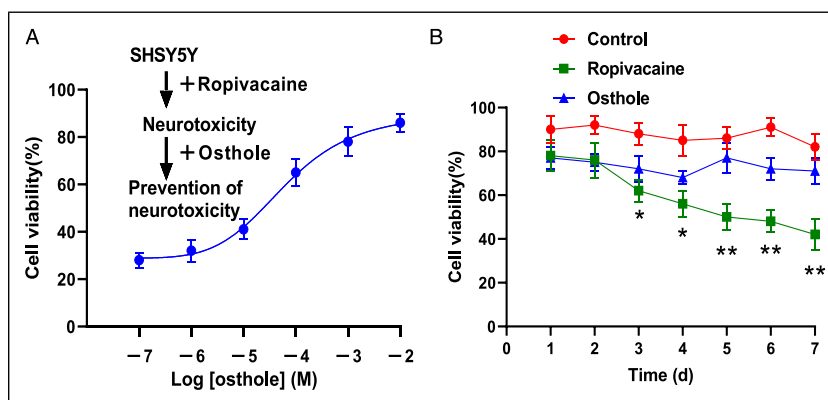 A
SHSY5Y
+Ropivacaine
Neurotoxicity
+Osthole
Prevention of
neurotoxicity
Cell viability(%)
100
80
60
40
20
0
−7 −6 −5 −4 −3 −2
Log [osthole] (M)
B
Control
Ropivacaine
Osthole
Cell viability(%)
100
80
60
40
20
0
* * ** ** **
0 1 2 3 4 5 6 7
Time (d)